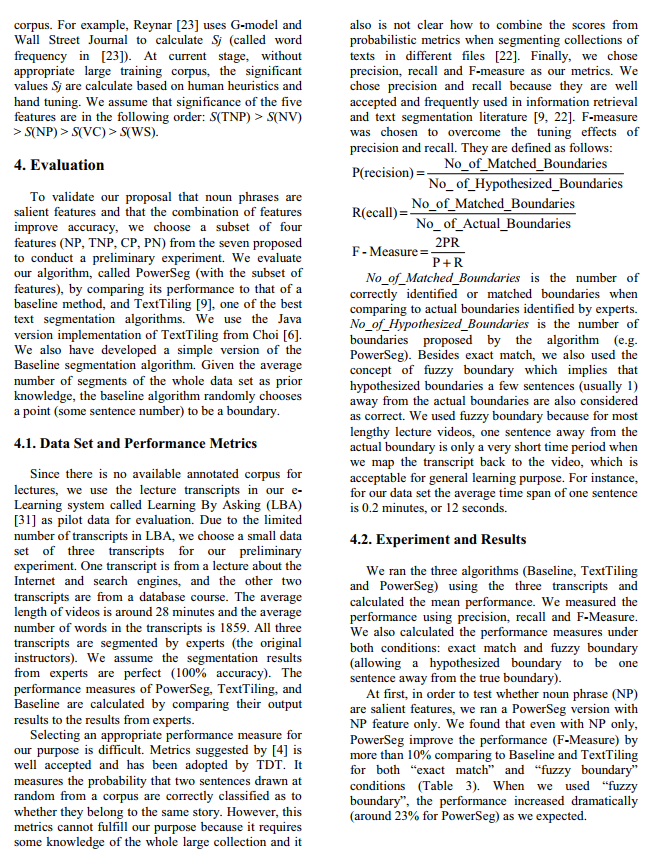 corpus. For example, Reynar [23] uses G-model and
Wall Street Journal to calculate Sj (called word
frequency in [23]). At current stage, without
appropriate large training corpus, the significant
values Sj are calculate based on human heuristics and
hand tuning. We assume that significance of the five
features are in the following order: S(TNP) > S(NV)
> S(NP) > S(VC) > S(WS).
4. Evaluation
To validate our proposal that noun phrases are
salient features and that the combination of features
improve accuracy, we choose a subset of four
features (NP, TNP, CP, PN) from the seven proposed
to conduct a preliminary experiment. We evaluate
our algorithm, called PowerSeg (with the subset of
features), by comparing its performance to that of a
baseline method, and TextTiling [9], one of the best
text segmentation algorithms. We use the Java
version implementation of TextTiling from Choi [6].
We also have developed a simple version of the
Baseline segmentation algorithm. Given the average
number of segments of the whole data set as prior
knowledge, the baseline algorithm randomly chooses
a point (some sentence number) to be a boundary.
4.1. Data Set and Performance Metrics
Since there is no available annotated corpus for
lectures, we use the lecture transcripts in our e-
Learning system called Learning By Asking (LBA)
[31] as pilot data for evaluation. Due to the limited
number of transcripts in LBA, we choose a small data
set of three transcripts for our preliminary
experiment. One transcript is from a lecture about the
Internet and search engines, and the other two
transcripts are from a database course. The average
length of videos is around 28 minutes and the average
number of words in the transcripts is 1859. All three
transcripts are segmented by experts (the original
instructors). We assume the segmentation results
from experts are perfect (100% accuracy). The
performance measures of PowerSeg, TextTiling, and
Baseline are calculated by comparing their output
results to the results from experts.
Selecting an appropriate performance measure for
our purpose is difficult. Metrics suggested by [4] is
well accepted and has been adopted by TDT. It
measures the probability that two sentences drawn at
random from a corpus are correctly classified as to
whether they belong to the same story. However, this
metrics cannot fulfill our purpose because it requires
some knowledge of the whole large collection and it
also is not clear how to combine the scores from
probabilistic metrics when segmenting collections of
texts in different files [22]. Finally, we chose
precision, recall and F-measure as our metrics. We
chose precision and recall because they are well
accepted and frequently used in information retrieval
and text segmentation literature [9, 22]. F-measure
was chosen to overcome the tuning effects of
precision and recall. They are defined as follows:
P(recision) = No_of_Matched_Boundaries
No_ of_Hypothesized_Boundaries
R(ecall) = No_of_Matched_Boundaries
No_ of_Actual_Boundaries
F - Measure = 2PR
P + R
No_of_Matched_Boundaries is the number of
correctly identified or matched boundaries when
comparing to actual boundaries identified by experts.
No_of_Hypothesized_Boundaries is the number of
boundaries proposed by the algorithm (e.g.
PowerSeg). Besides exact match, we also used the
concept of fuzzy boundary which implies that
hypothesized boundaries a few sentences (usually 1)
away from the actual boundaries are also considered
as correct. We used fuzzy boundary because for most
lengthy lecture videos, one sentence away from the
actual boundary is only a very short time period when
we map the transcript back to the video, which is
acceptable for general learning purpose. For instance,
for our data set the average time span of one sentence
is 0.2 minutes, or 12 seconds.
4.2. Experiment and Results
We ran the three algorithms (Baseline, TextTiling
and PowerSeg) using the three transcripts and
calculated the mean performance. We measured the
performance using precision, recall and F-Measure.
We also calculated the performance measures under
both conditions: exact match and fuzzy boundary
(allowing a hypothesized boundary to be one
sentence away from the true boundary).
At first, in order to test whether noun phrase (NP)
are salient features, we ran a PowerSeg version with
NP feature only. We found that even with NP only,
PowerSeg improve the performance (F-Measure) by
more than 10% comparing to Baseline and TextTiling
for both “exact match” and “fuzzy boundary”
conditions (Table 3). When we used “fuzzy
boundary”, the performance increased dramatically
(around 23% for PowerSeg) as we expected.